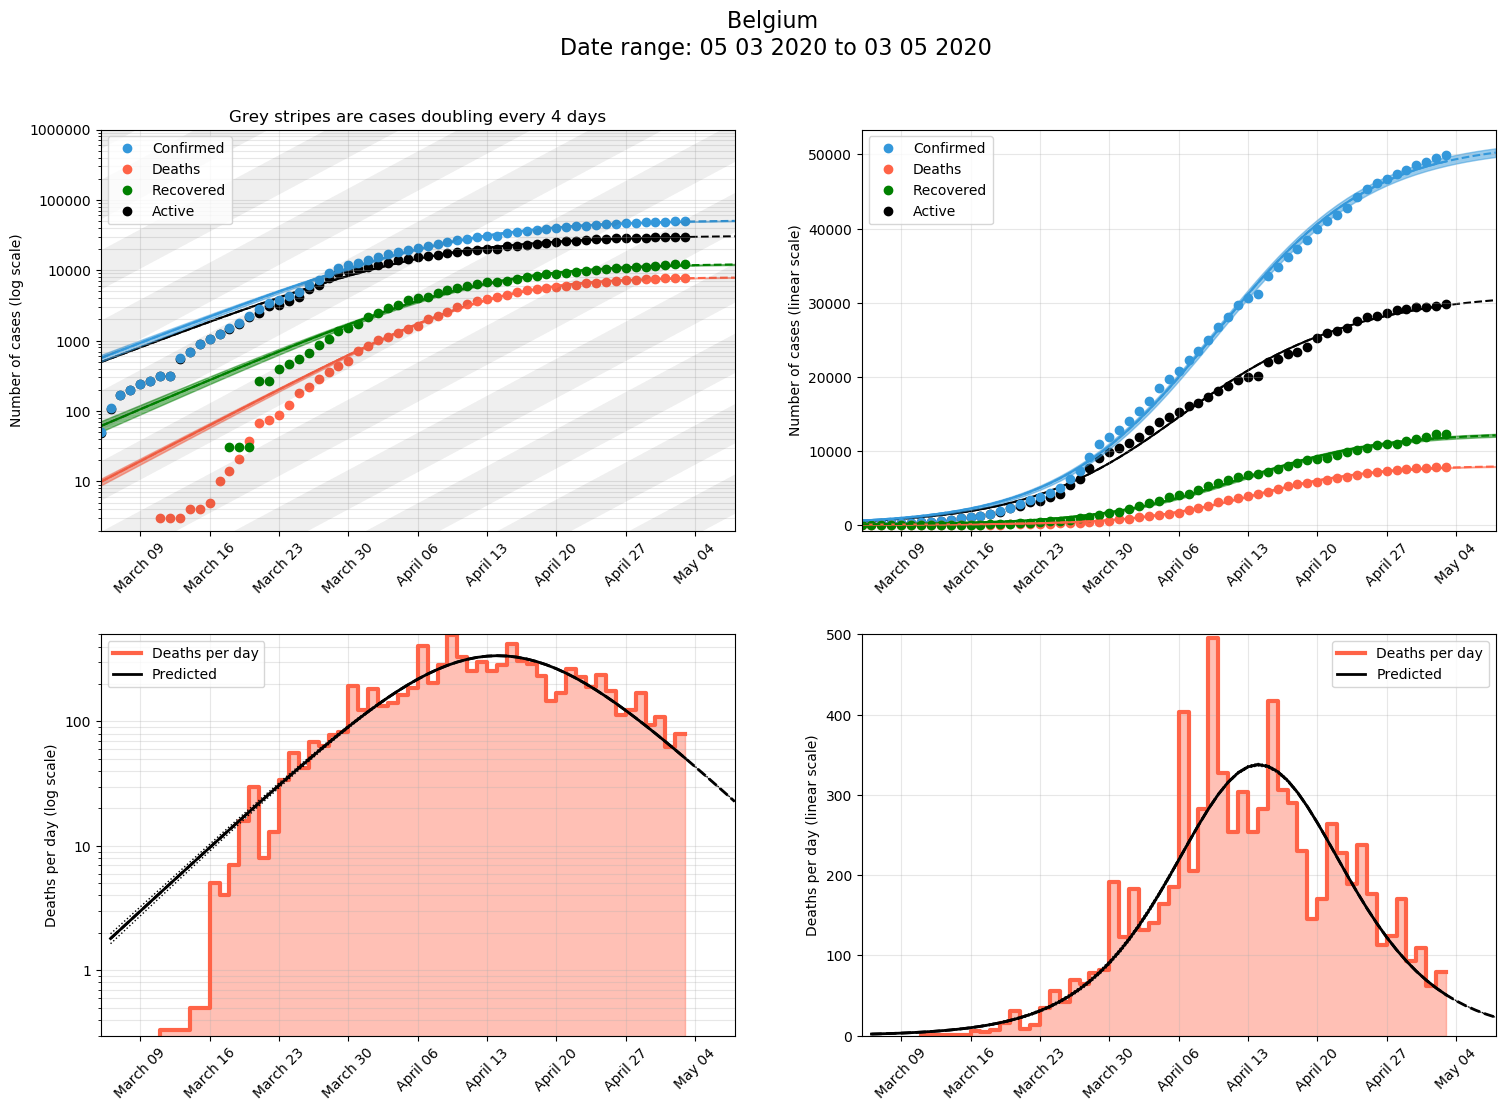 Belgium
Date range: 05 03 2020 to 03 05 2020
Grey stripes are cases doubling every 4 days
Number of cases (log scale)
1000000
100000
10000
1000
100
10
Confirmed
Deaths
Recovered
Active
March 09
March 16
March 23
March 30
April 06
April 13
April 20
April 27
May 04
Number of cases (linear scale)
50000
40000
30000
20000
10000
0
Confirmed
Deaths
Recovered
Active
March 09
March 16
March 23
March 30
April 06
April 13
April 20
April 27
May 04
Deaths per day (log scale)
100
10
1
Deaths per day
Predicted
March 09
March 16
March 23
March 30
April 06
April 13
April 20
April 27
May 04
Deaths per day (linear scale)
500
400
300
200
100
0
Deaths per day
Predicted
March 09
March 16
March 23
March 30
April 06
April 13
April 20
April 27
May 04